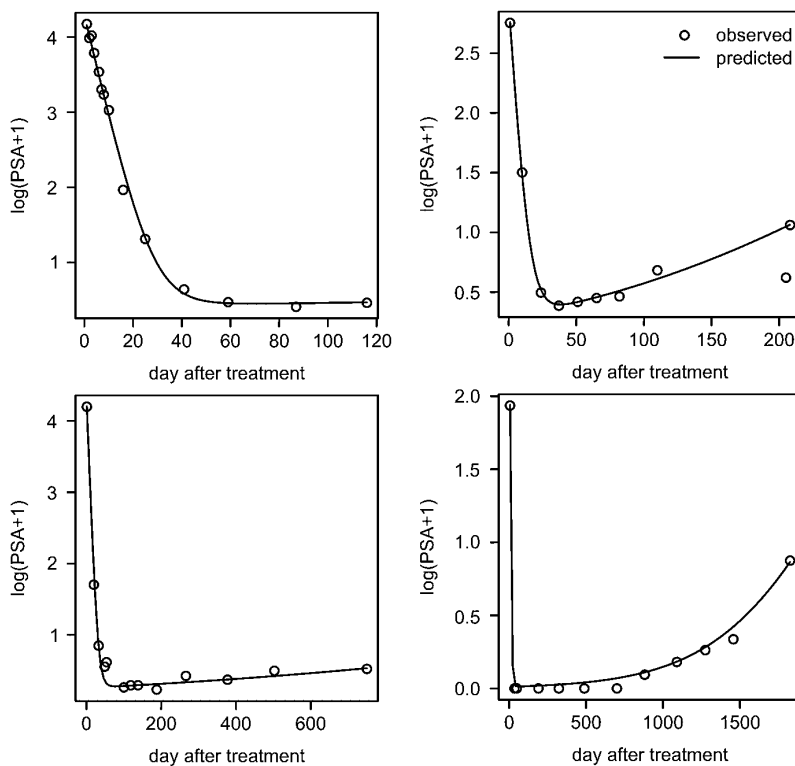 4
3
2
1
log(PSA+1)
0 20 40 60 80 100 120
day after treatment
observed
predicted
2.5
2.0
1.5
1.0
0.5
log(PSA+1)
0 50 100 150 200
day after treatment
4
3
2
1
log(PSA+1)
0 200 400 600
day after treatment
2.0
1.5
1.0
0.5
0.0
log(PSA+1)
0 500 1000 1500
day after treatment